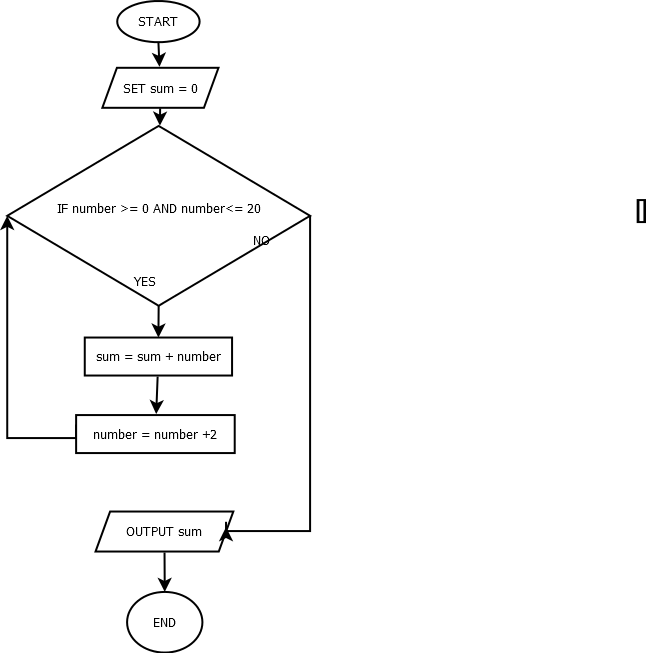 START
SET sum = 0
IF number >= 0 AND number<= 20
NO
YES
sum = sum + number
number = number +2
OUTPUT sum
END
[]